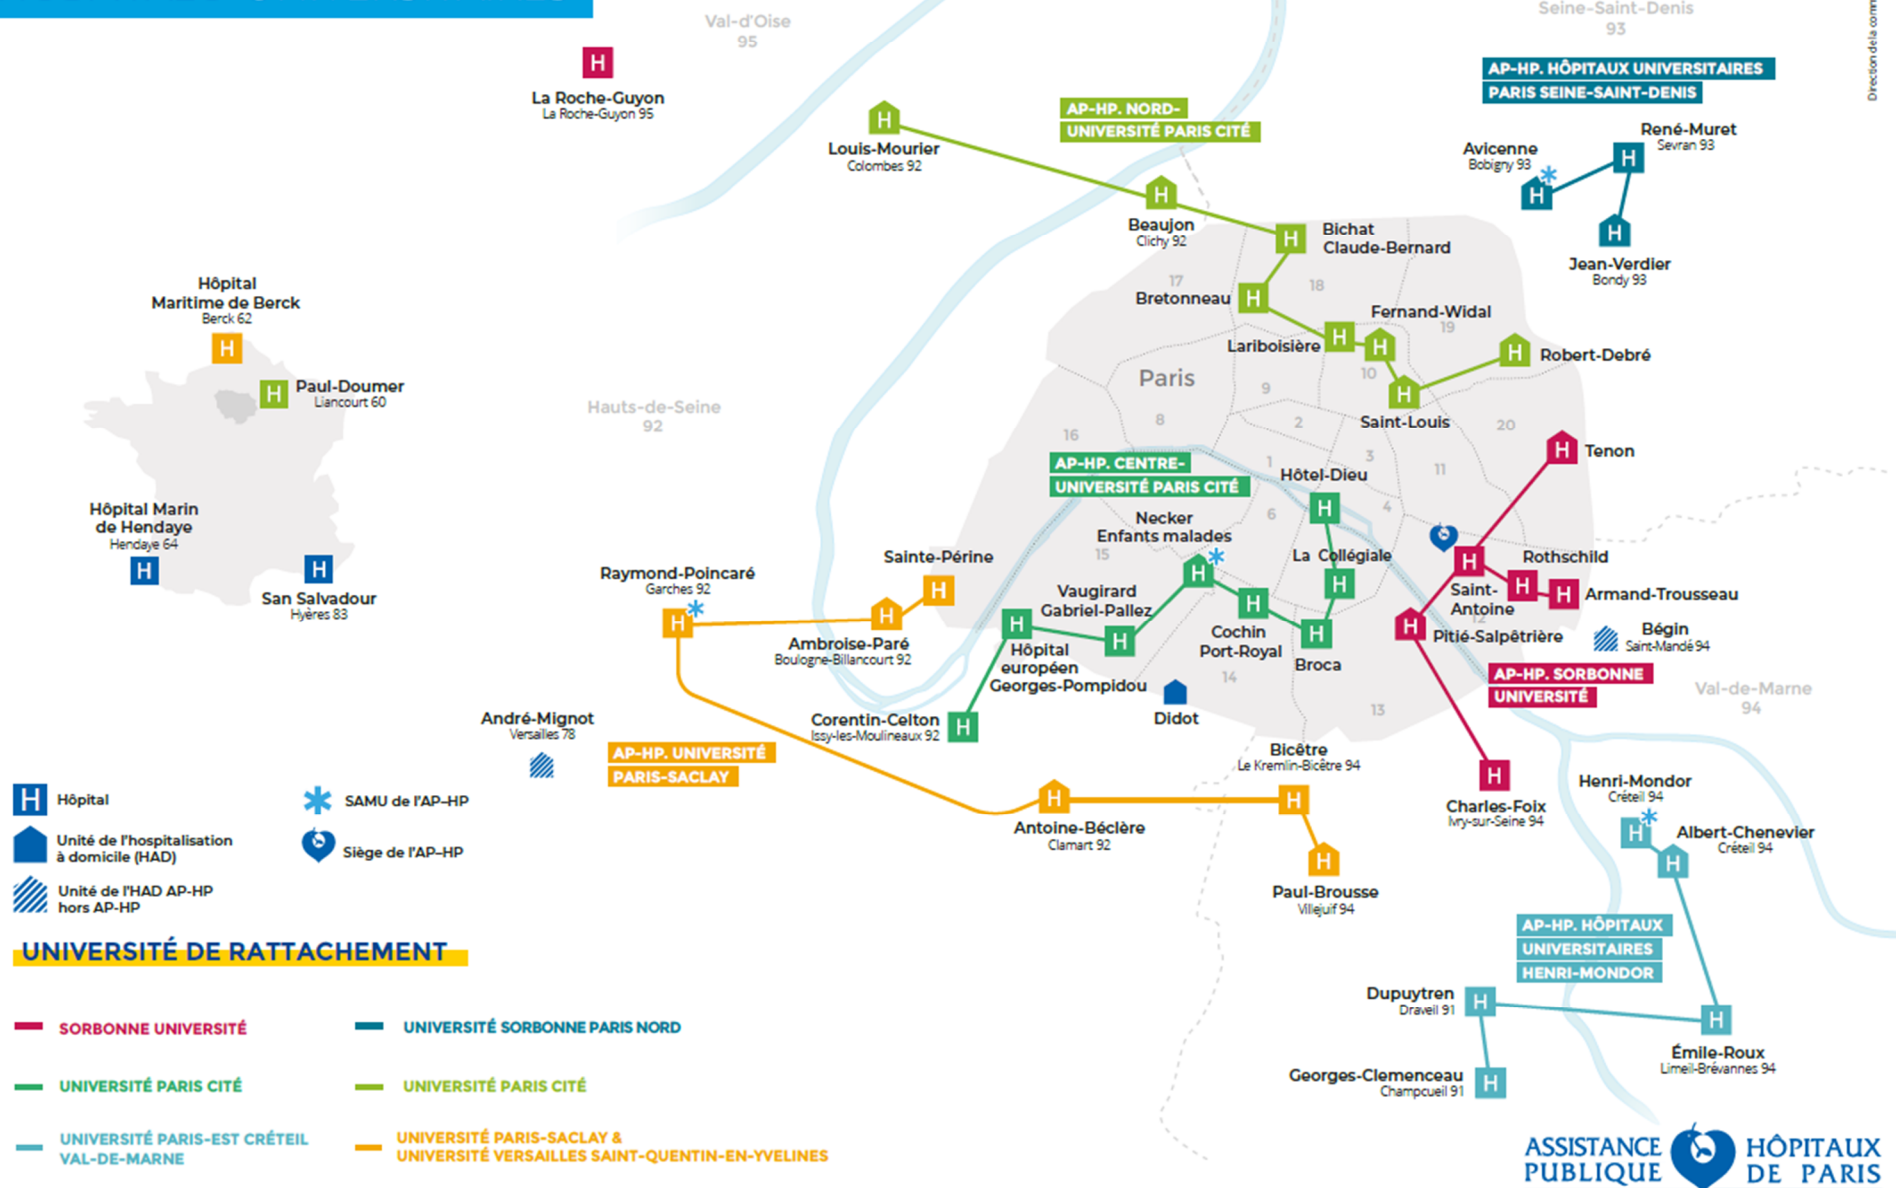 Val-d'Oise
95
Seine-Saint-Denis
93
H
La Roche-Guyon
La Roche-Guyon 95
H
Louis-Mourier
Colombes 92
AP-HP. NORD-
UNIVERSITÉ PARIS CITÉ
AP-HP. HÔPITAUX UNIVERSITAIRES
PARIS SEINE-SAINT-DENIS
René-Muret
Sevran 93
H
Avicenne
Bobigny 93
H
H
Jean-Verdier
Bondy 93
H
Beaujon
Clichy 92
H
Bichat
Claude-Bernard
17
18
Bretonneau
H
Fernand-Widal
19
Lariboisière
H
H
H
Robert-Debré
Paris
9
10
H
Saint-Louis
8
2
20
16
1
3
11
Hôpital
Maritime de Berck
Berck 62
H
H
Paul-Doumer
Liancourt 60
Hauts-de-Seine
92
Hôpital Marin
de Hendaye
Hendaye 64
H
H
San Salvadour
Hyères 83
AP-HP. CENTRE-
UNIVERSITÉ PARIS CITÉ
Hôtel-Dieu
H
4
6
H
Tenon
Necker
Enfants malades
15
H
La Collégiale
H
H
Rothschild
H
H
Armand-Trousseau
Saint-
Antoine
12
H
Pitié-Salpêtrière
Bégin
Saint-Mandé 94
Sainte-Périne
H
Raymond-Poincaré
Garches 92
H
H
Ambroise-Paré
Boulogne-Billancourt 92
Vaugirard
Gabriel-Pallez
H
H
Hôpital
européen
Georges-Pompidou
H
Cochin
Port-Royal
H
Broca
14
13
Didot
AP-HP. SORBONNE
UNIVERSITÉ
Val-de-Marne
94
André-Mignot
Versailles 78
Corentin-Celton
Issy-les-Moulineaux 92
H
AP-HP. UNIVERSITÉ
PARIS-SACLAY
Bicêtre
Le Kremlin-Bicêtre 94
H
H
Antoine-Béclère
Clamart 92
H
Paul-Brousse
Villejuif 94
H
Charles-Foix
Ivry-sur-Seine 94
Henri-Mondor
Créteil 94
H
Albert-Chenevier
Créteil 94
H
AP-HP. HÔPITAUX
UNIVERSITAIRES
HENRI-MONDOR
Dupuytren
Draveil 91
H
H
Émile-Roux
Limeil-Brévannes 94
Georges-Clemenceau
Champcueil 91
H
H
Hôpital
SAMU de l'AP-HP
Unité de l'hospitalisation
à domicile (HAD)
Siège de l'AP-HP
Unité de l'HAD AP-HP
hors AP-HP
UNIVERSITÉ DE RATTACHEMENT
SORBONNE UNIVERSITÉ
UNIVERSITÉ SORBONNE PARIS NORD
UNIVERSITÉ PARIS CITÉ
UNIVERSITÉ PARIS CITÉ
UNIVERSITÉ PARIS-EST CRÉTEIL
VAL-DE-MARNE
UNIVERSITÉ PARIS-SACLAY &
UNIVERSITÉ VERSAILLES SAINT-QUENTIN-EN-YVELINES
ASSISTANCE
PUBLIQUE
HÔPITAUX
DE PARIS
Direction de la